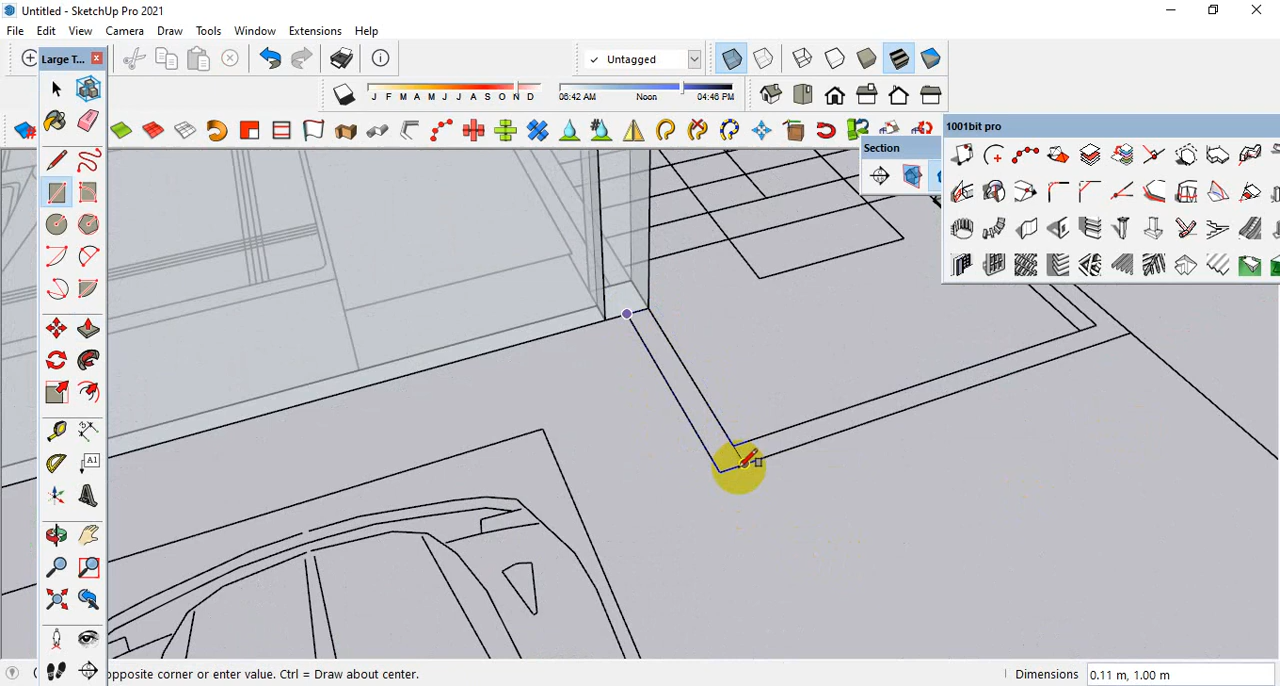 Untitled - SketchUp Pro 2021
File Edit View Camera Draw Tools Window Extensions Help
Large T...
Untagged
J F M A M J J A S O N D
06:42 AM Noon 04:46 PM
1001bit pro
Section
A1
opposite corner or enter value. Ctrl = Draw about center.
Dimensions 0.11 m, 1.00 m